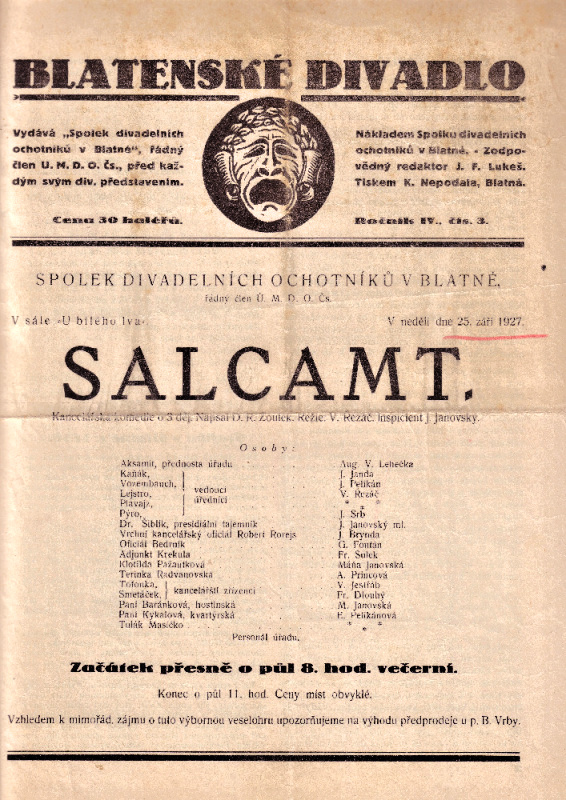 BLATENSKÉ DIVADLO
Vydává „Spolek divadelních
ochotníků v Blatné“, řádný
člen U. M. D. O. Čs., před kaž-
dým svým div. představením.
Cena 30 haléřů.
Nákladem Spolku divadelních
ochotníků v Blatné. - Zodpo-
vědný redaktor J. F. Lukeš.
Tiskem K. Nepodala, Blatná.
Ročník IV., čís. 3.
SPOLEK DIVADELNÍCH OCHOTNÍKŮ V BLATNÉ,
řádný člen Ú. M. D. O. Čs.
V sále »U bílého lva«.
V neděli dne 25. září 1927.
SALCAMT.
Kancelářská komedie o 3 děj. Napsal D. R. Zoulek. Režie: V. Řezáč. Inspicient J. Janovský.
Osoby:
Aksamit, přednosta úřadu Aug. V. Lehečka
Kaňák, J. Janda
Vozembauch, J. Pelikán
Lejstro, V. Řezáč
vedoucí úředníci
Plavajz, * * *
Pýro, J. Srb
Dr. Šiblík, presidiální tajemník J. Janovský ml.
Vrchní kancelářský oficiál Robert Rorejs J. Brynda
Oficiál Bedrník G. Fontán
Adjunkt Krekula Fr. Šulek
Klotilda Pažautková Máňa Janovská
Terinka Radvanovská A. Princová
Tofonka, V. Jestřáb
kancelářští zřízenci
Smetáček, Fr. Dlouhý
Paní Baránková, hostinská M. Janovská
Paní Kykalová, kvartýrská E. Pelikánová
Tulák Masíčko * * *
Personál úřadu.
Začátek přesně o půl 8. hod. večerní.
Konec o půl 11. hod. Ceny míst obvyklé.
Vzhledem k mimořád. zájmu o tuto výbornou veselohru upozorňujeme na výhodu předprodeje u p. B. Vrby.